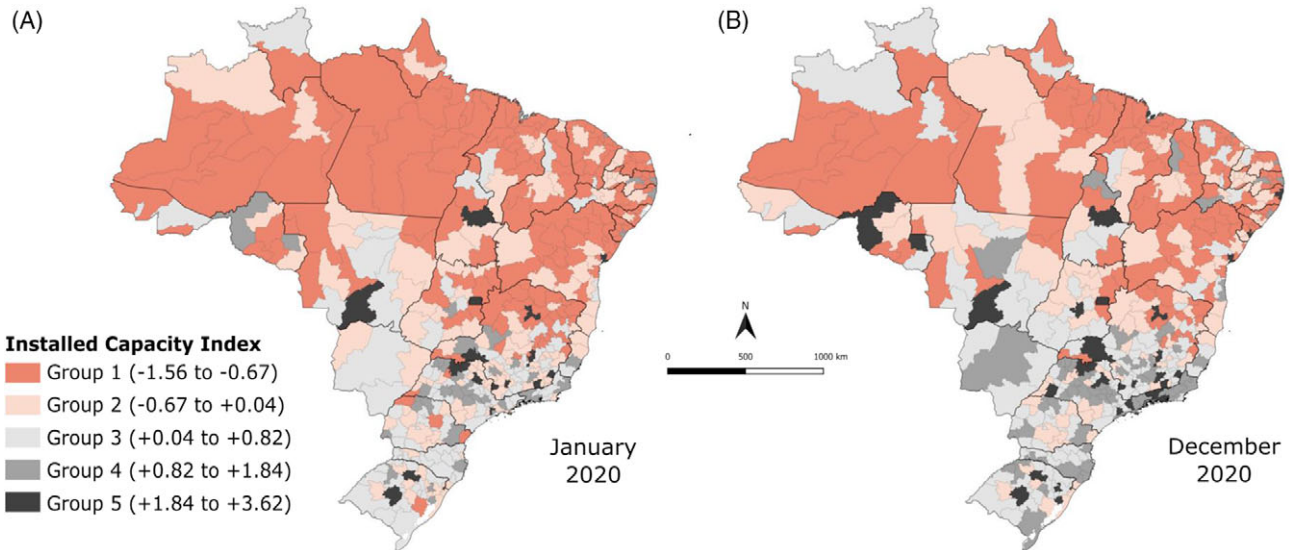 (A)
(B)
Installed Capacity Index
Group 1 (-1.56 to -0.67)
Group 2 (-0.67 to +0.04)
Group 3 (+0.04 to +0.82)
Group 4 (+0.82 to +1.84)
Group 5 (+1.84 to +3.62)
January
2020
N
0 500 1000 km
December
2020